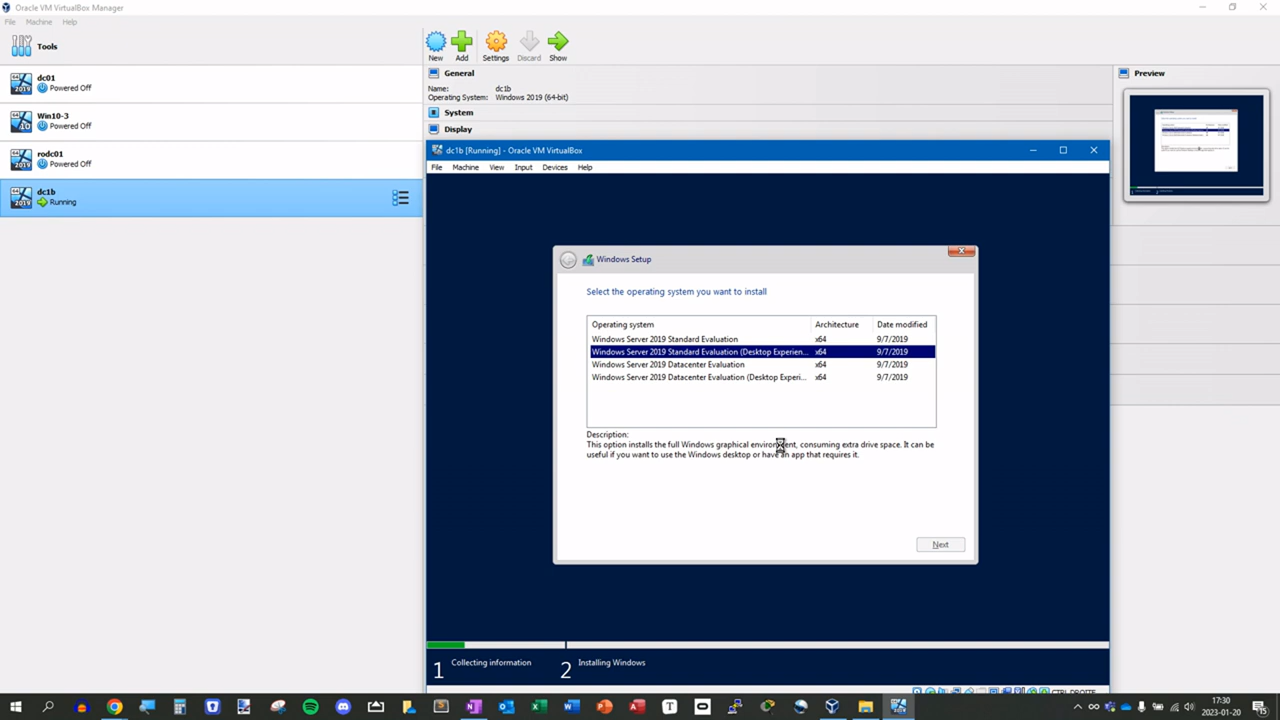 Oracle VM VirtualBox Manager
File Machine Help
Tools
New Add Settings Discard Show
dc01
Powered Off
Win10-3
Powered Off
rodc01
Powered Off
dc1b
Running
General
Name: dc1b
Operating System: Windows 2019 (64-bit)
System
Display
Preview
dc1b [Running] - Oracle VM VirtualBox
File Machine View Input Devices Help
Windows Setup
Select the operating system you want to install
Operating system Architecture Date modified
Windows Server 2019 Standard Evaluation x64 9/7/2019
Windows Server 2019 Standard Evaluation (Desktop Experien... x64 9/7/2019
Windows Server 2019 Datacenter Evaluation x64 9/7/2019
Windows Server 2019 Datacenter Evaluation (Desktop Experi... x64 9/7/2019
Description:
This option installs the full Windows graphical environment, consuming extra drive space. It can be
useful if you want to use the Windows desktop or have an app that requires it.
Next
1 Collecting information 2 Installing Windows
CTRL DROITE
17:30
2023-01-20